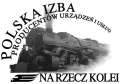 POLSKA IZBA
PRODUCENTÓW URZĄDZEŃ I USŁUG
NA RZECZ KOLEI